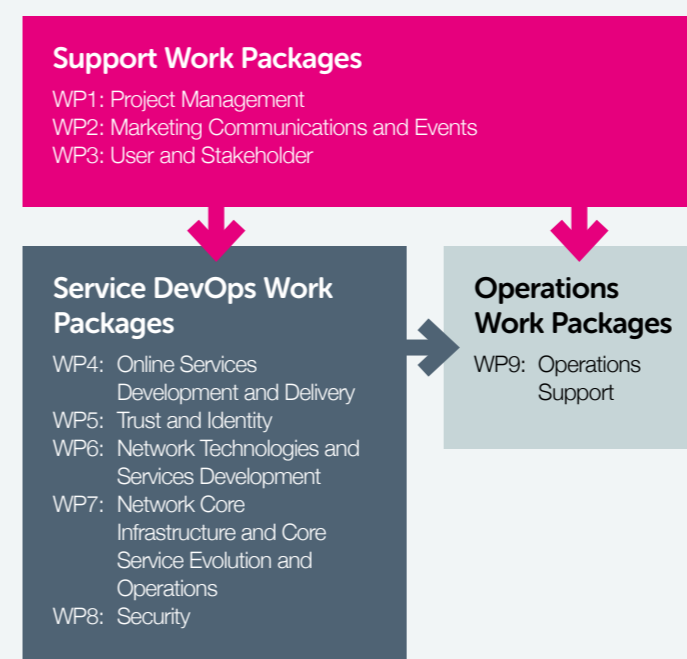 Support Work Packages
WP1: Project Management
WP2: Marketing Communications and Events
WP3: User and Stakeholder
Service DevOps Work
Packages
WP4: Online Services
Development and Delivery
WP5: Trust and Identity
WP6: Network Technologies and
Services Development
WP7: Network Core
Infrastructure and Core
Service Evolution and
Operations
WP8: Security
Operations
Work Packages
WP9: Operations
Support